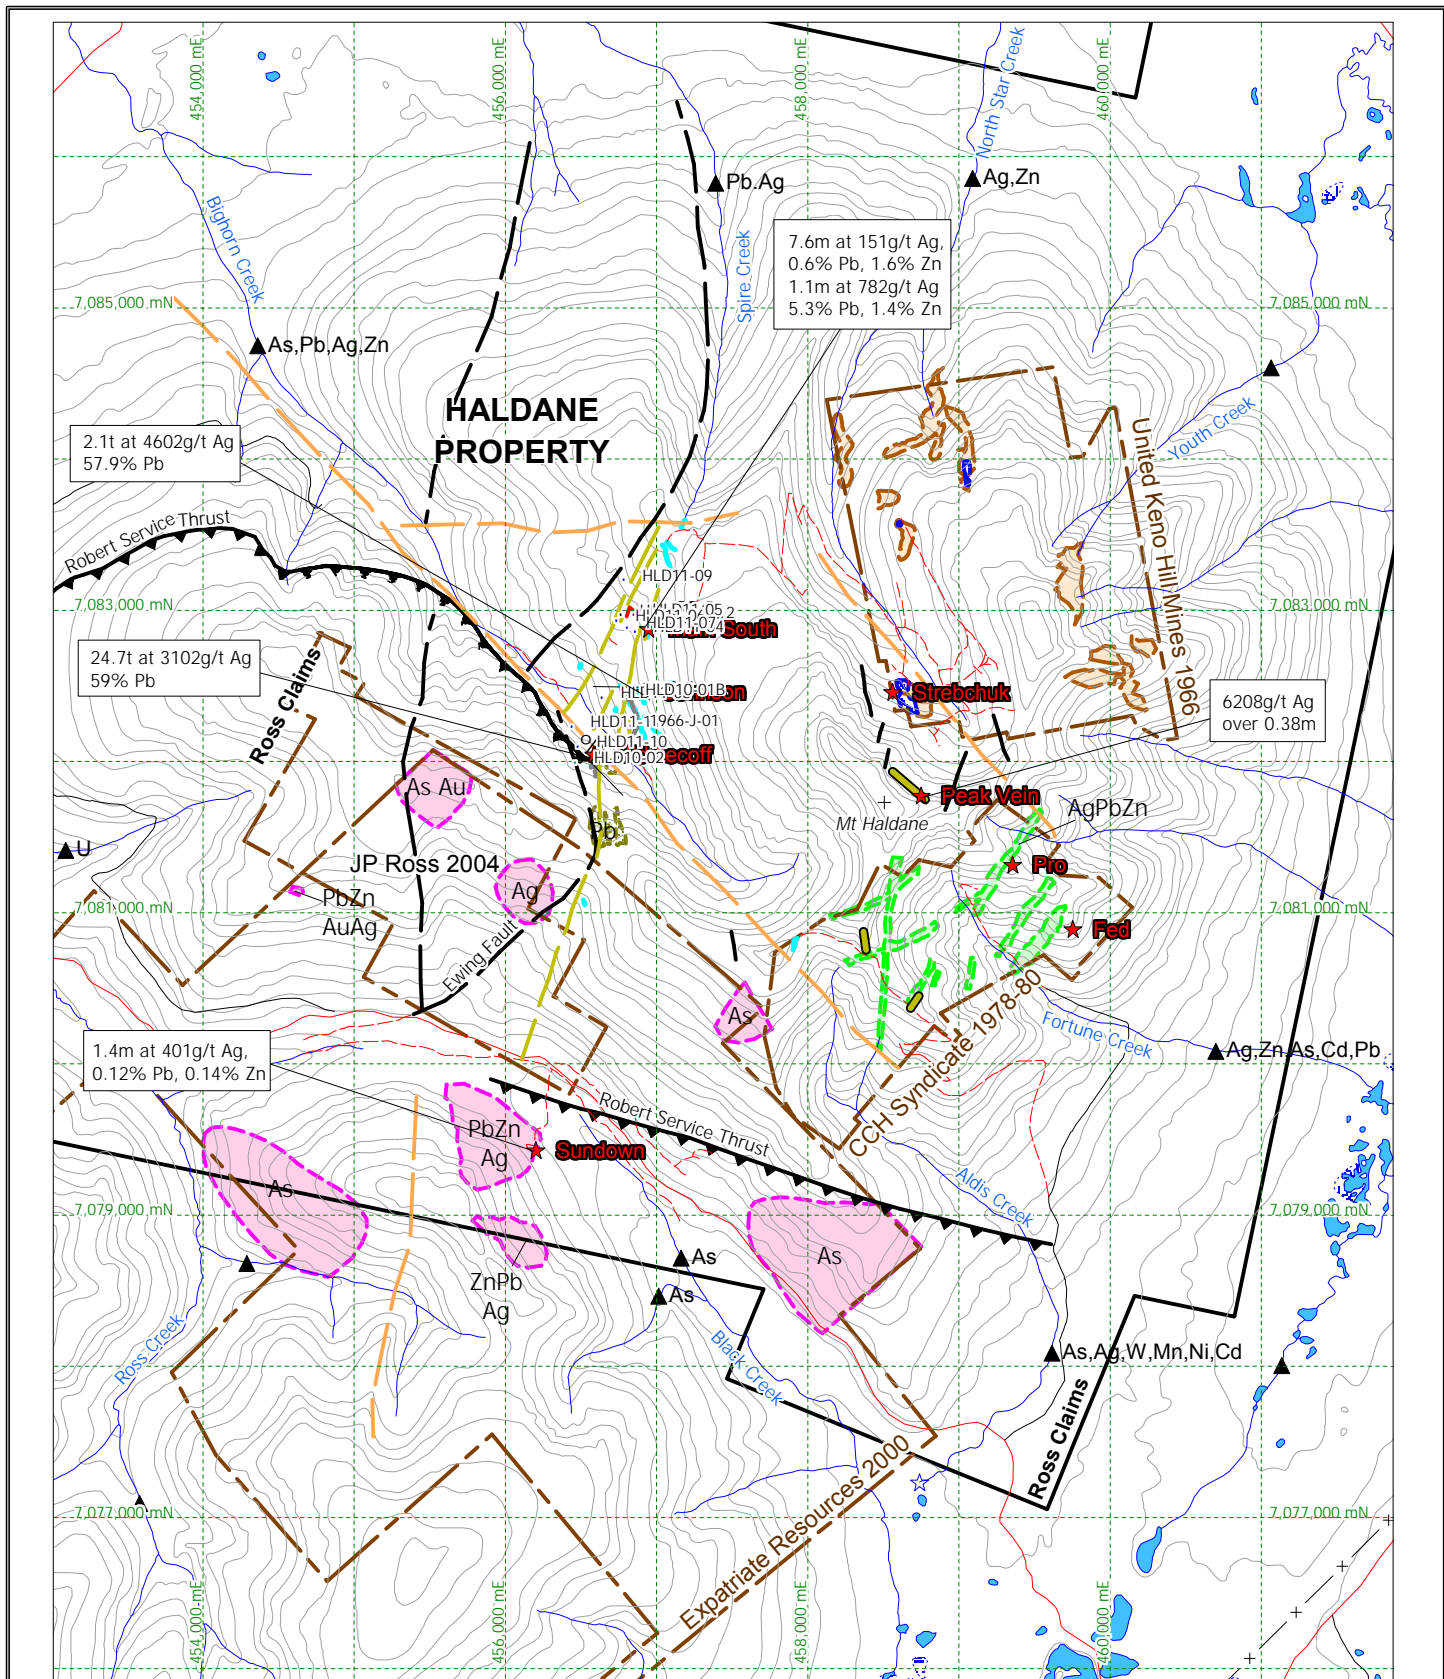 454,000 mE
456,000 mE
458,000 mE
460,000 mE
North Star Creek
Pb.Ag
Ag,Zn
Bighorn Creek
Spire Creek
7.6m at 151g/t Ag,
0.6% Pb, 1.6% Zn
1.1m at 782g/t Ag
5.3% Pb, 1.4% Zn
7,085,000 mN
7,085,000 mN
As,Pb,Ag,Zn
HALDANE
PROPERTY
2.1t at 4602g/t Ag
57.9% Pb
Youth Creek
United Keno Hill Mines 1966
Robert Service Thrust
HLD11-09
7,083,000 mN
7,083,000 mN
HLD11-05
HLD11-07
South
24.7t at 3102g/t Ag
59% Pb
Ross Claims
HLD10-01B
Strebchuk
6208g/t Ag
over 0.38m
1966-J-01
HLD11-10
HLD10-02
As Au
Peak Vein
Mt Haldane
AgPbZn
Pb
U
JP Ross 2004
Pro
Ag
PbZn
AuAg
7,081,000 mN
7,081,000 mN
Fed
Ewing Fault
As
CCH Syndicate 1978-80
Fortune Creek
Ag,Zn,As,Cd,Pb
1.4m at 401g/t Ag,
0.12% Pb, 0.14% Zn
Robert Service Thrust
PbZn
Ag
Sundown
As
Aldis Creek
7,079,000 mN
7,079,000 mN
As
As
ZnPb
Ag
As
Ross Creek
Black Creek
As,Ag,W,Mn,Ni,Cd
Ross Claims
Expatriate Resources 2000
7,077,000 mN
7,077,000 mN
454,000 mE
456,000 mE
458,000 mE
460,000 mE